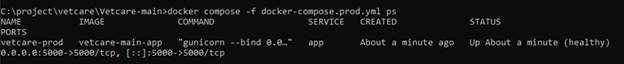 C:\project\vetcare\Vetcare-main>docker compose -f docker-compose.prod.yml ps
NAME IMAGE COMMAND SERVICE CREATED STATUS
PORTS
vetcare-prod vetcare-main-app "gunicorn --bind 0.0…" app About a minute ago Up About a minute (healthy)
0.0.0.0:5000->5000/tcp, [::]:5000->5000/tcp